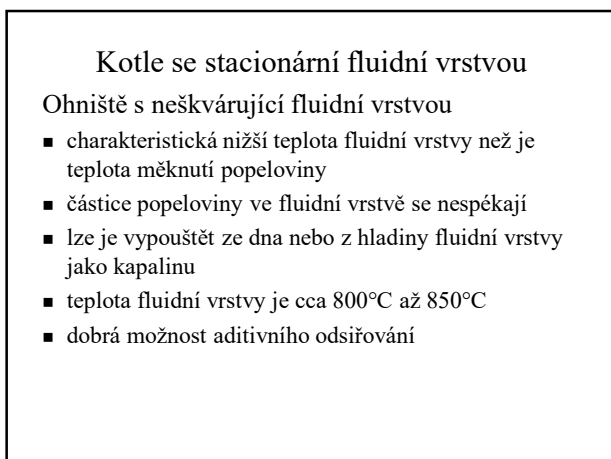 Kotle se stacionární fluidní vrstvou
Ohniště s neškvárující fluidní vrstvou
■ charakteristická nižší teplota fluidní vrstvy než je
teplota měknutí popeloviny
■ částice popeloviny ve fluidní vrstvě se nespékají
■ lze je vypouštět ze dna nebo z hladiny fluidní vrstvy
jako kapalinu
■ teplota fluidní vrstvy je cca 800°C až 850°C
■ dobrá možnost aditivního odsiřování